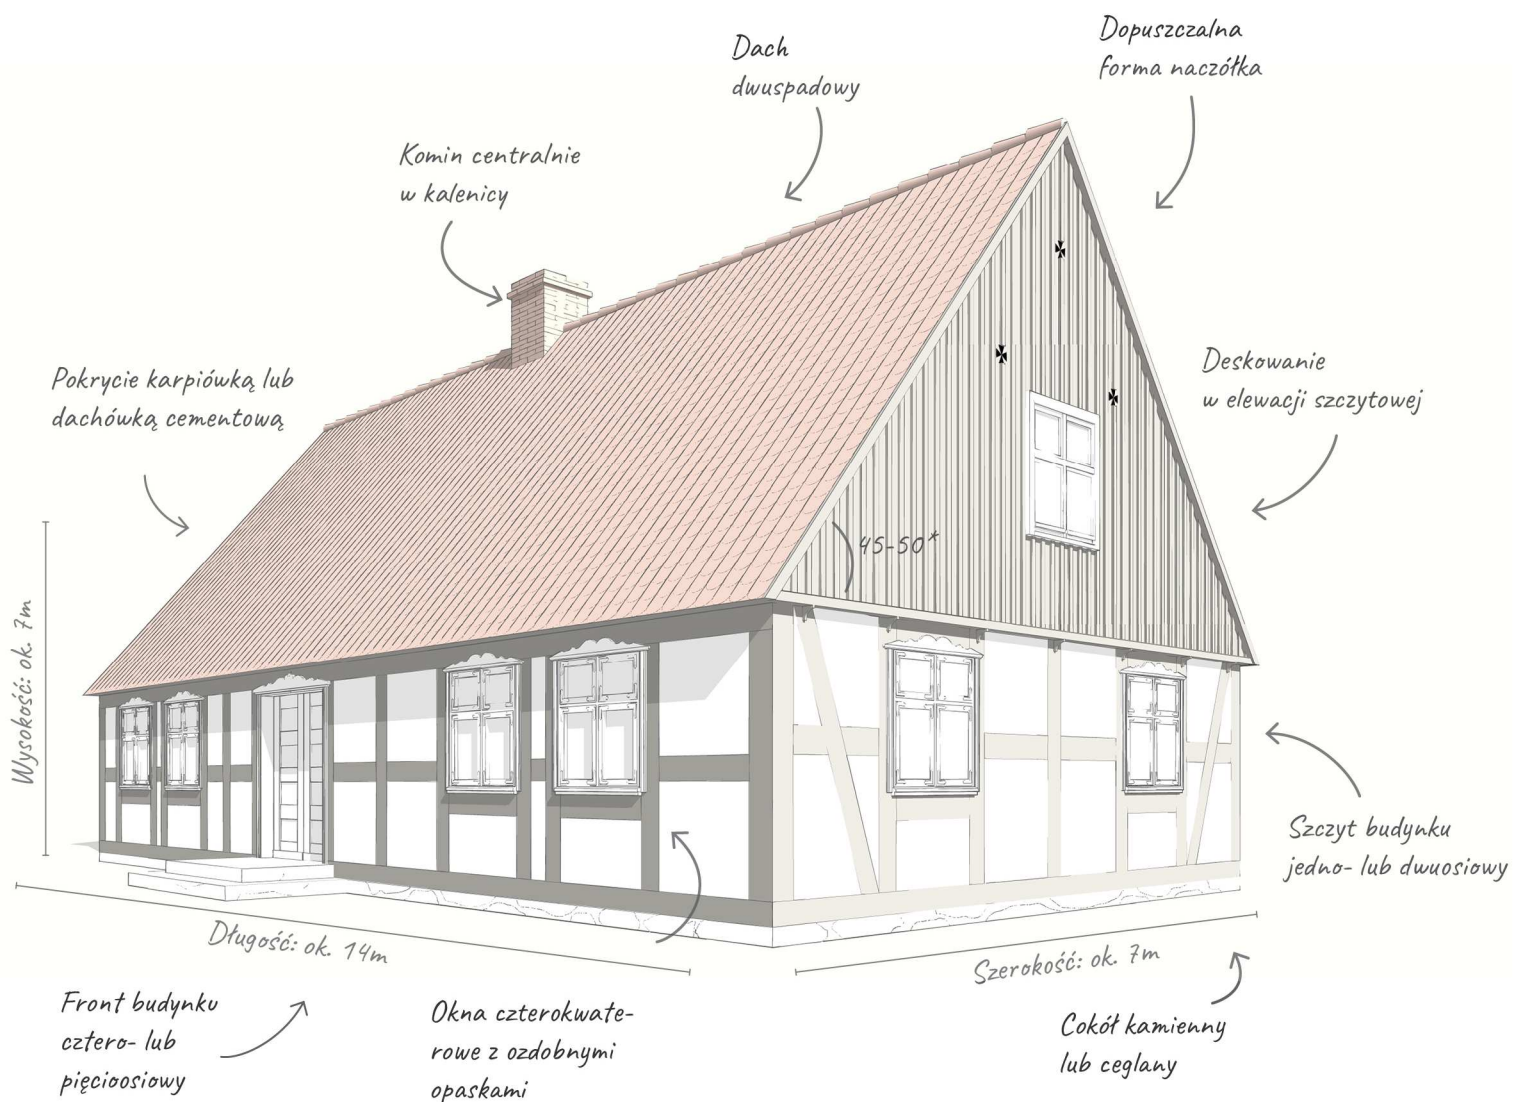 Dach
dwuspadowy
Dopuszczalna
forma naczółka
Komin centralnie
w kalenicy
Pokrycie karpiówką lub
dachówką cementową
Deskowanie
w elewacji szczytowej
45-50°
Wysokość: ok. 7m
Szczyt budynku
jedno- lub dwuosiowy
Długość: ok. 14m
Szerokość: ok. 7m
Front budynku
cztero- lub
pięcioosiowy
Okna czterokwate-
rowe z ozdobnymi
opaskami
Cokół kamienny
lub ceglany